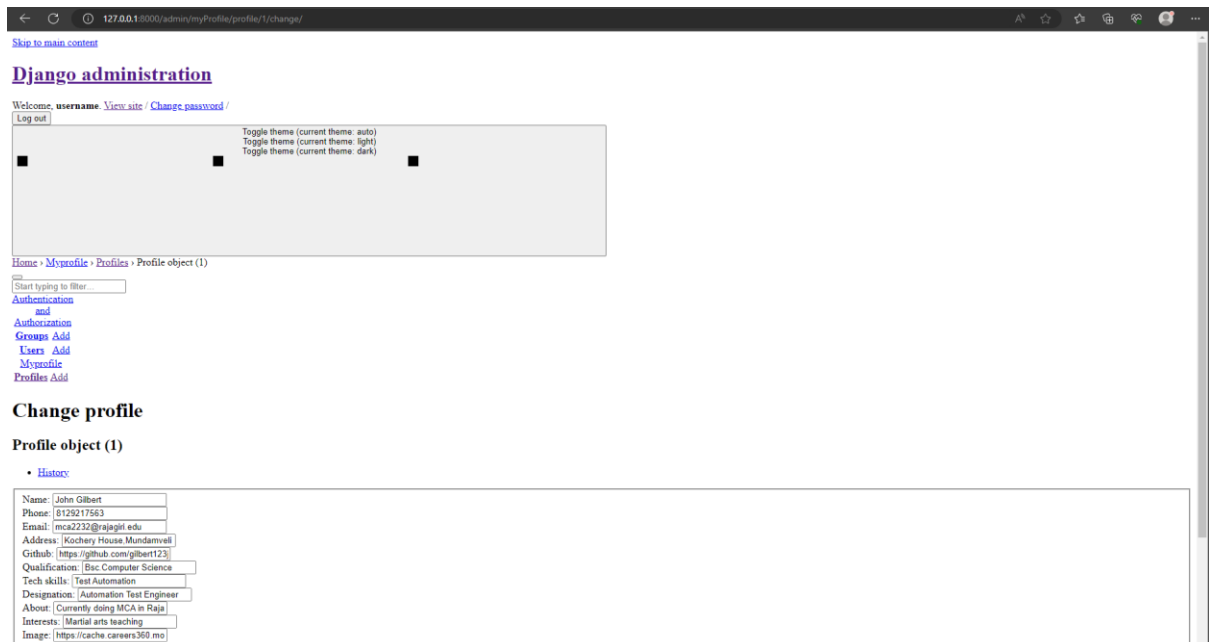 127.0.0.1:8000/admin/myProfile/profile/1/change/
Skip to main content
Django administration
Welcome, username. View site / Change password /
Log out
Toggle theme (current theme: auto)
Toggle theme (current theme: light)
Toggle theme (current theme: dark)
Home › Myprofile › Profiles › Profile object (1)
Start typing to filter...
Authentication
and
Authorization
Groups Add
Users Add
Myprofile
Profiles Add
Change profile
Profile object (1)
• History
Name: John Gilbert
Phone: 8129217563
Email: mca2232@rajagiri.edu
Address: Kochery House,Mundamveli
Github: https://github.com/gilbert123
Qualification: Bsc Computer Science
Tech skills: Test Automation
Designation: Automation Test Engineer
About: Currently doing MCA in Raja
Interests: Martial arts teaching
Image: https://cache.careers360.mo